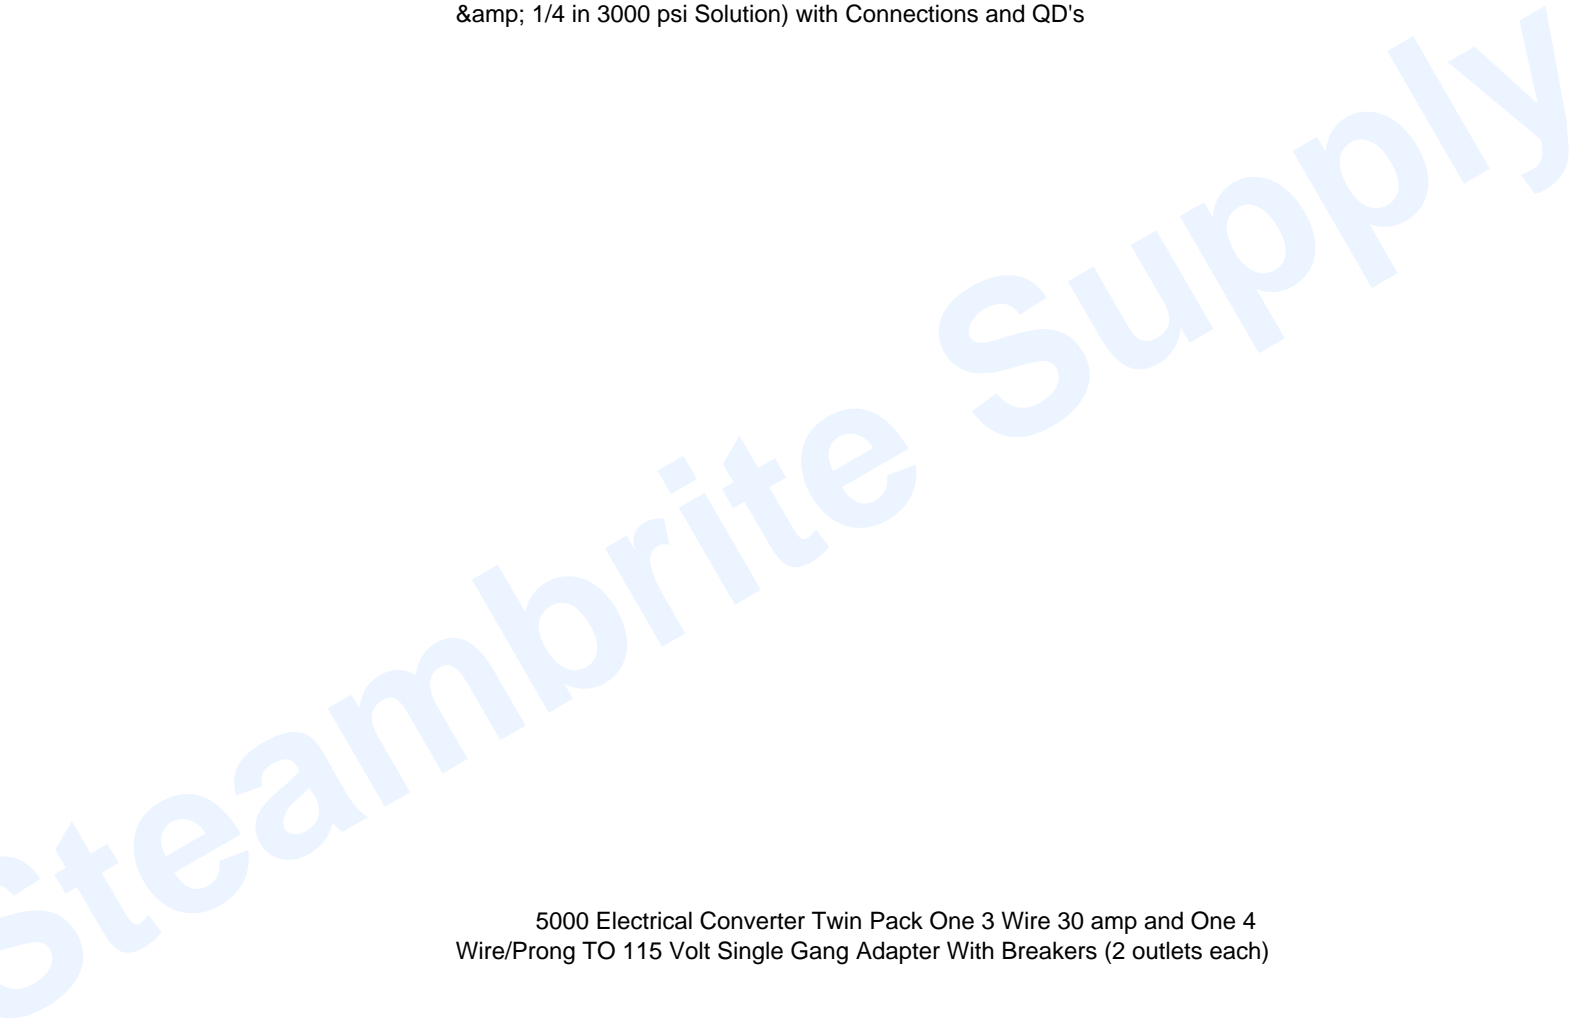 &amp; 1/4 in 3000 psi Solution) with Connections and QD's
Steambrite Supply
5000 Electrical Converter Twin Pack One 3 Wire 30 amp and One 4
Wire/Prong TO 115 Volt Single Gang Adapter With Breakers (2 outlets each)